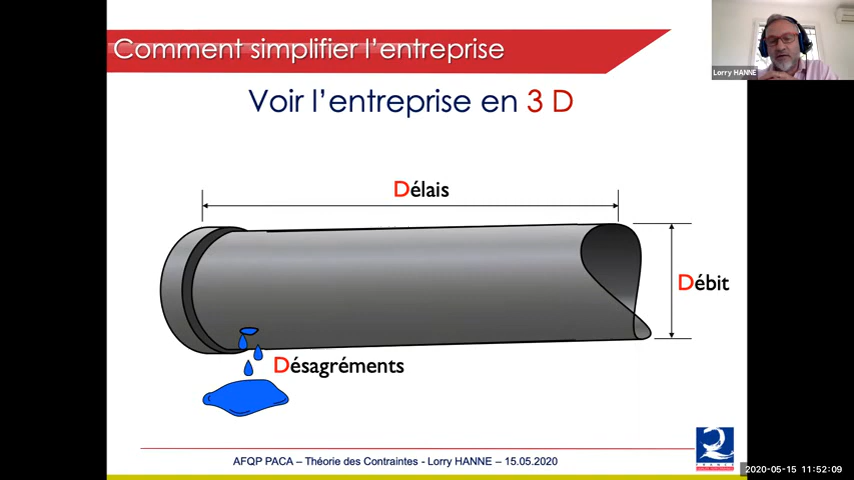 Comment simplifier l'entreprise
Lorry HANNE
Voir l'entreprise en 3 D
Délais
Débit
Désagréments
FRANCE
AFQP PACA – Théorie des Contraintes - Lorry HANNE – 15.05.2020
2020-05-15 11:52:09